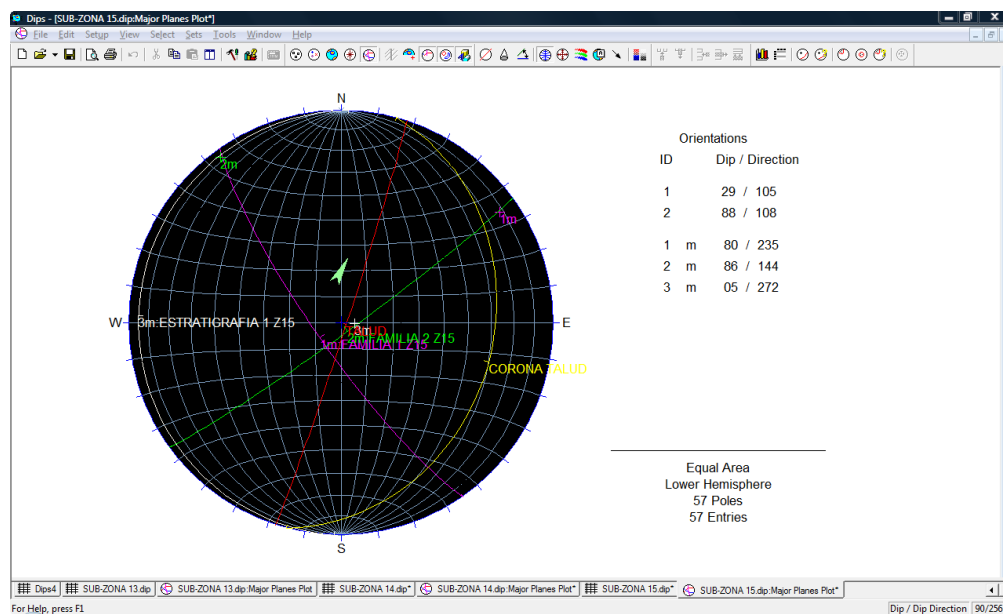 Dips - [SUB-ZONA 15.dip:Major Planes Plot*]
File Edit Setup View Select Sets Tools Window Help
N
Orientations
ID Dip / Direction
1 29 / 105
2 88 / 108
1 m 80 / 235
2 m 86 / 144
3 m 05 / 272
2m
1m
W
3m:ESTRATIGRAFIA 1 Z15
3m
E
2m:FAMILIA 2 Z15
1m:FAMILIA 1 Z15
CORONA TALUD
S
Equal Area
Lower Hemisphere
57 Poles
57 Entries
Dips4 SUB-ZONA 13.dip SUB-ZONA 13.dip:Major Planes Plot SUB-ZONA 14.dip* SUB-ZONA 14.dip:Major Planes Plot* SUB-ZONA 15.dip* SUB-ZONA 15.dip:Major Planes Plot*
For Help, press F1
Dip / Dip Direction 90/256